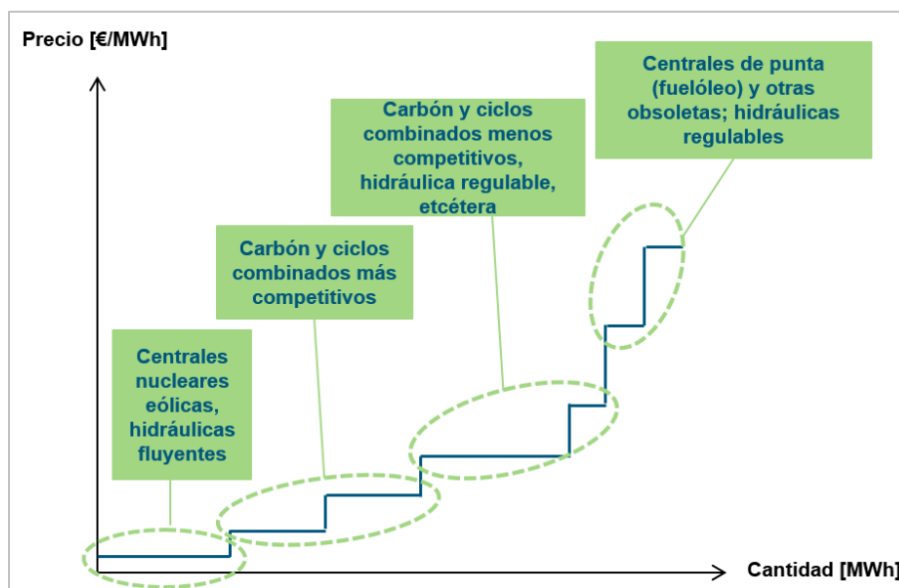 Precio [€/MWh]
Centrales de punta
(fuelóleo) y otras
obsoletas; hidráulicas
regulables
Carbón y ciclos
combinados menos
competitivos,
hidráulica regulable,
etcétera
Carbón y ciclos
combinados más
competitivos
Centrales
nucleares
eólicas,
hidráulicas
fluyentes
Cantidad [MWh]